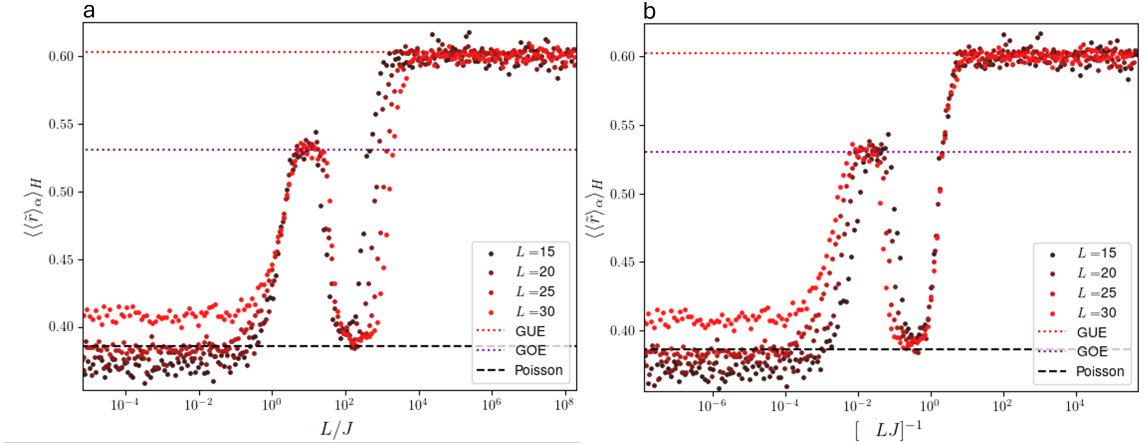 a
0.60
0.55
0.50
0.45
0.40
⟨⟨r̃⟩α⟩H
L =15
L =20
L =25
L =30
GUE
GOE
Poisson
10⁻⁴ 10⁻² 10⁰ 10² 10⁴ 10⁶ 10⁸
L/J
b
0.60
0.55
0.50
0.45
0.40
⟨⟨r̃⟩α⟩H
L =15
L =20
L =25
L =30
GUE
GOE
Poisson
10⁻⁶ 10⁻⁴ 10⁻² 10⁰ 10² 10⁴
[ LJ]⁻¹